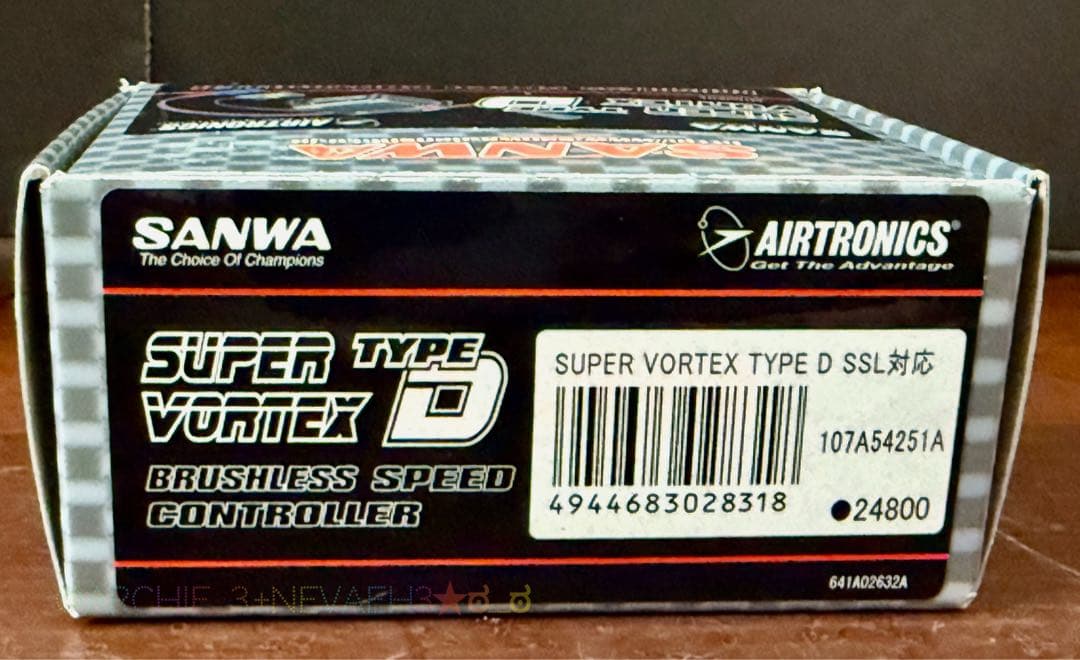 SANWA
SANWA
The Choice Of Champions
AIRTRONICS®
Get The Advantage
SUPER VORTEX
TYPE D
BRUSHLESS SPEED
CONTROLLER
SUPER VORTEX TYPE D SSL対応
107A54251A
4944683028318
●24800
641A02632A